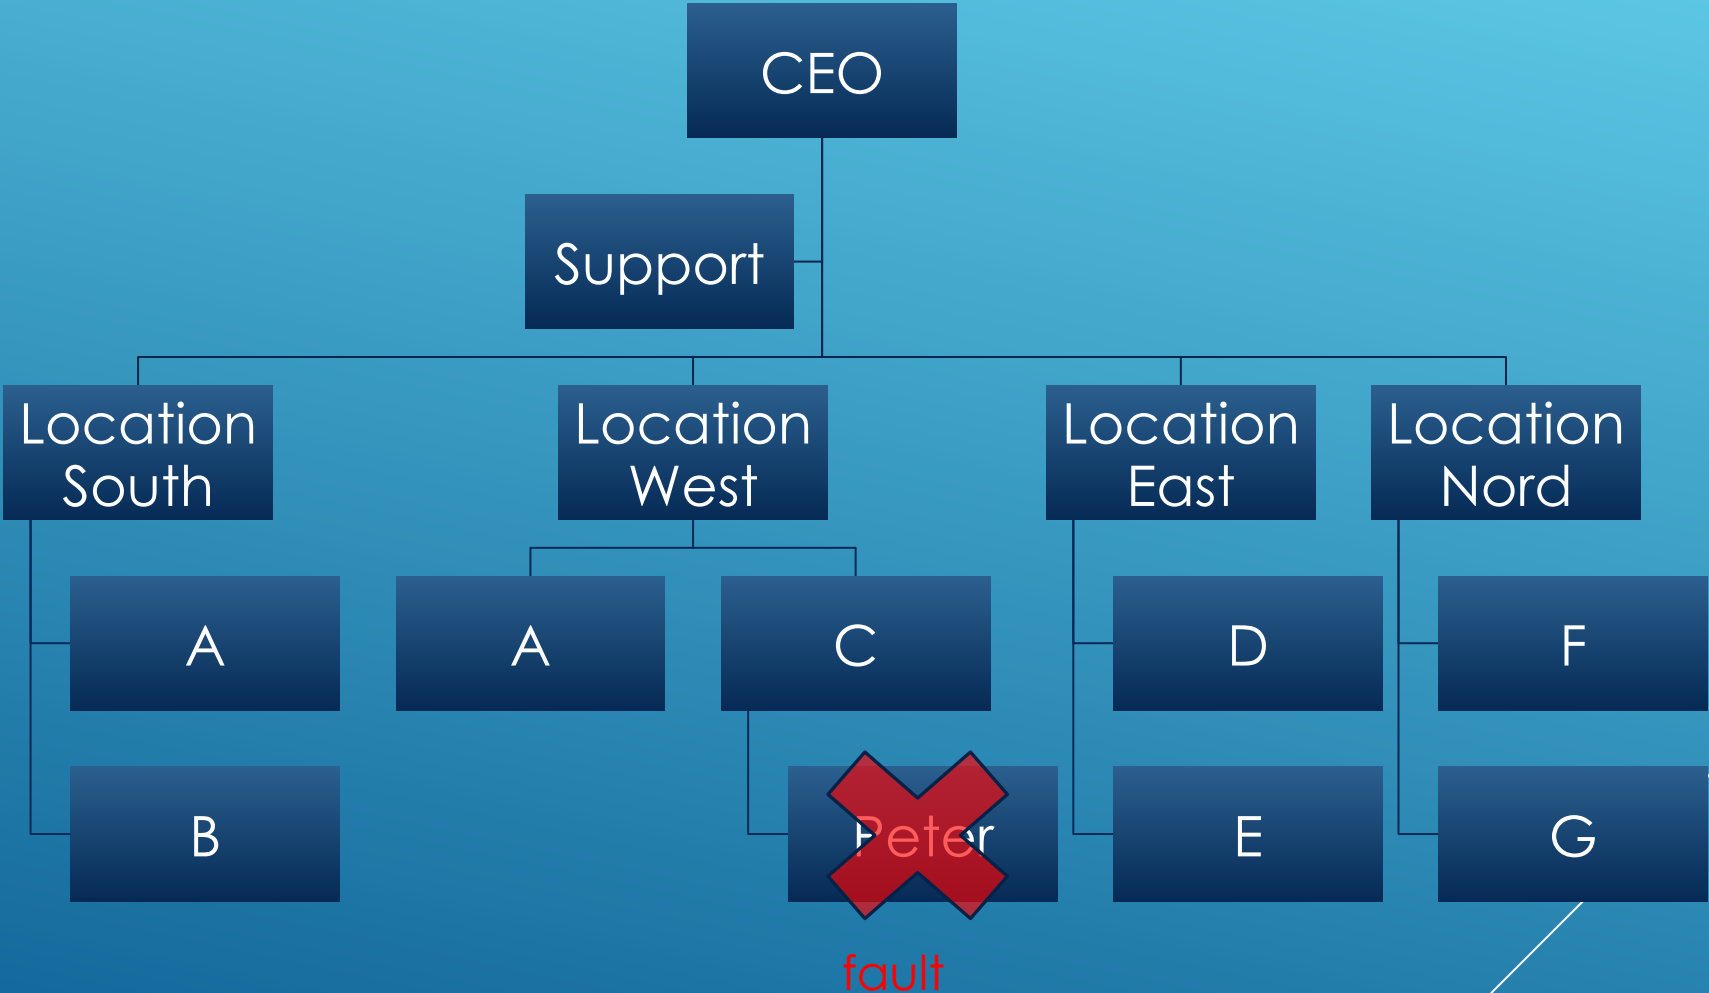 CEO
Support
Location
South
Location
West
Location
East
Location
Nord
A
A
C
D
F
B
Peter
E
G
fault